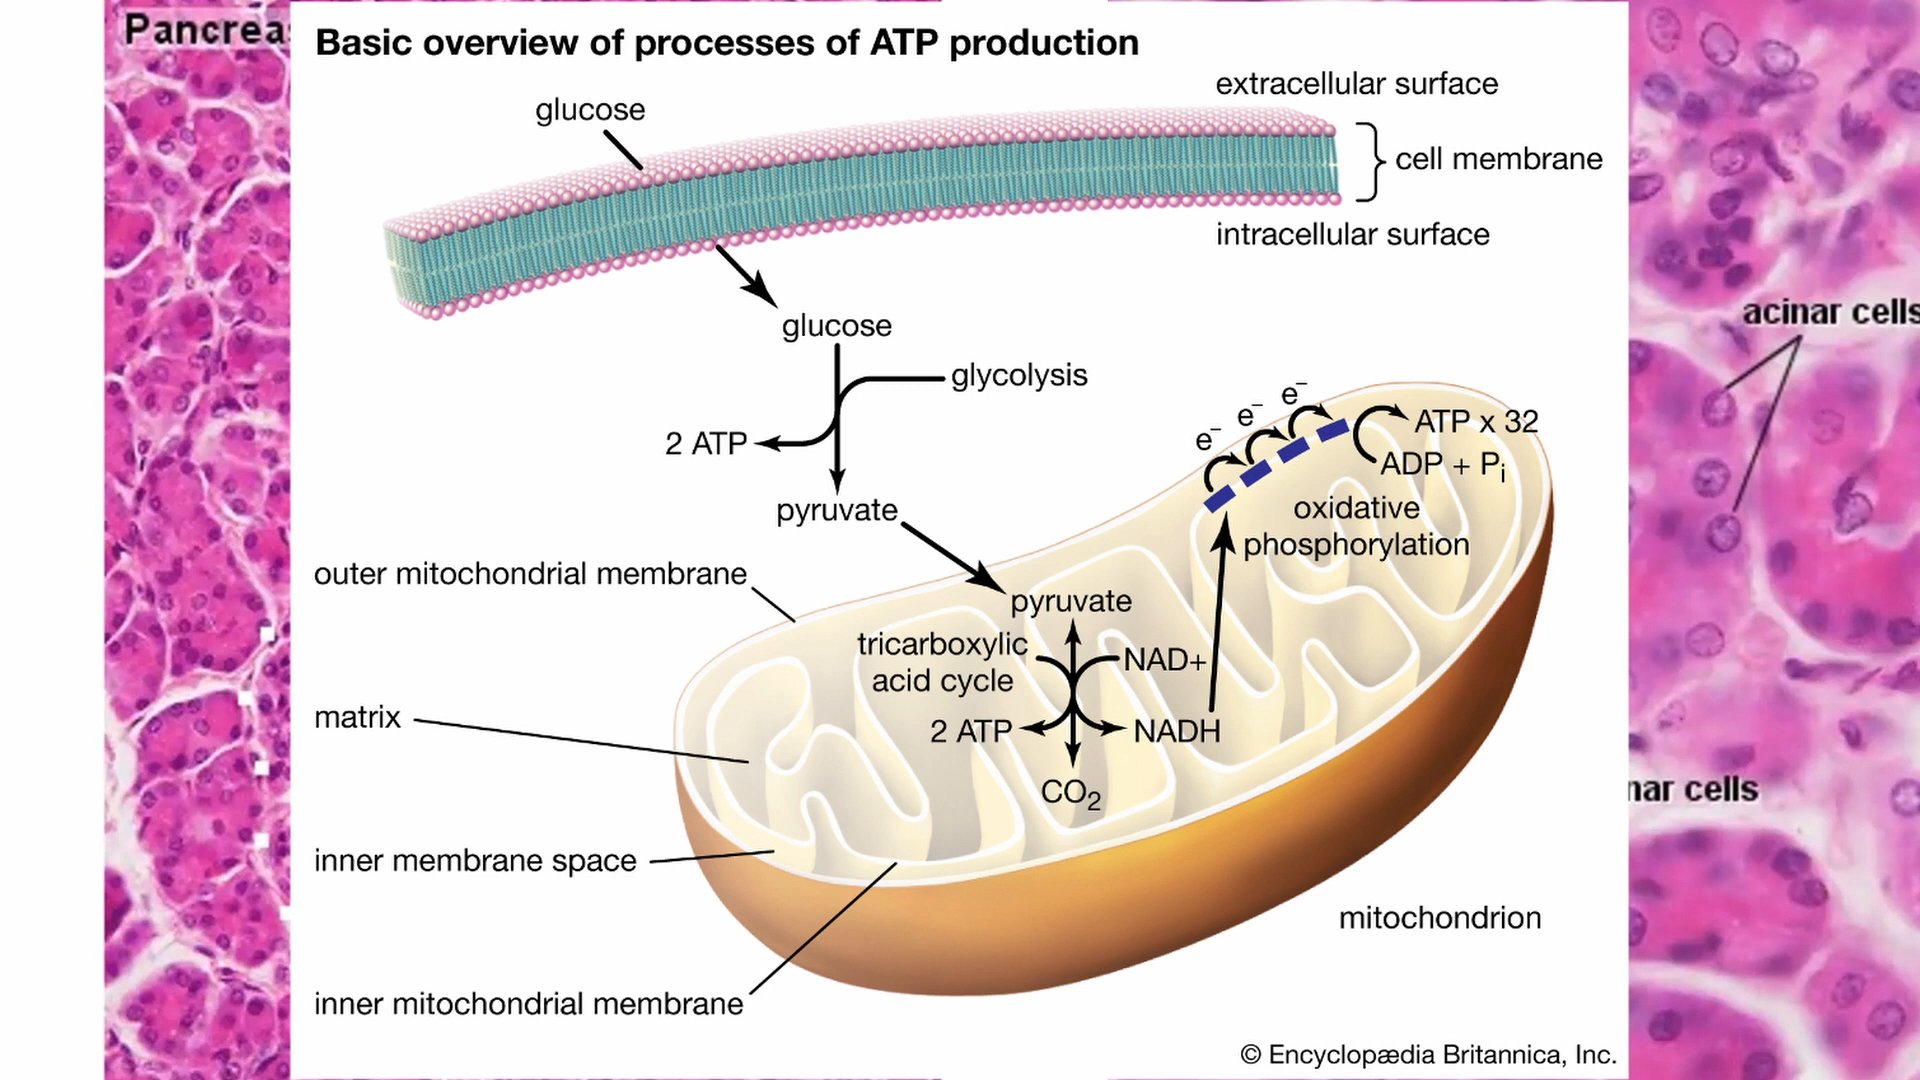 Pancrea
Basic overview of processes of ATP production
extracellular surface
glucose
cell membrane
intracellular surface
glucose
glycolysis
2 ATP
pyruvate
e⁻
e⁻
e⁻
ATP x 32
ADP + Pᵢ
oxidative
phosphorylation
outer mitochondrial membrane
pyruvate
tricarboxylic
acid cycle
NAD+
matrix
2 ATP
NADH
CO₂
inner membrane space
mitochondrion
inner mitochondrial membrane
© Encyclopædia Britannica, Inc.
acinar cells
nar cells